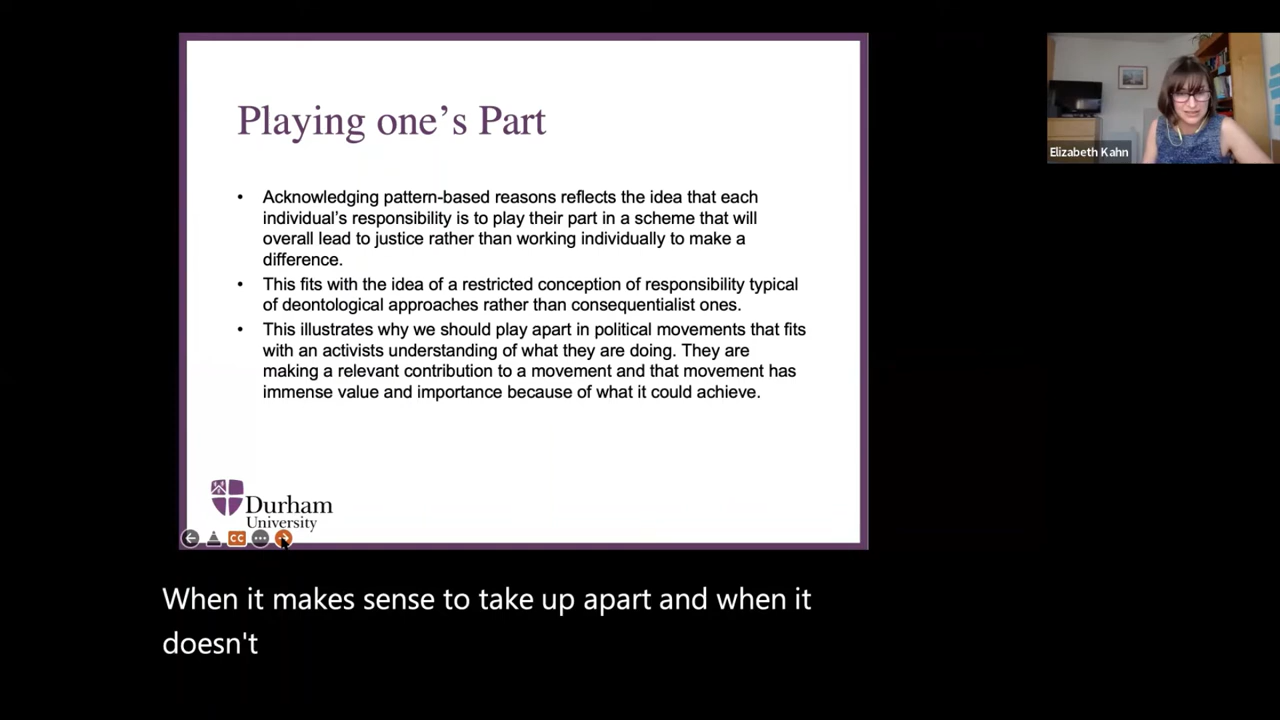 Playing one's Part
• Acknowledging pattern-based reasons reflects the idea that each
individual's responsibility is to play their part in a scheme that will
overall lead to justice rather than working individually to make a
difference.
• This fits with the idea of a restricted conception of responsibility typical
of deontological approaches rather than consequentialist ones.
• This illustrates why we should play apart in political movements that fits
with an activists understanding of what they are doing. They are
making a relevant contribution to a movement and that movement has
immense value and importance because of what it could achieve.
Durham
University
CC
Elizabeth Kahn
When it makes sense to take up apart and when it
doesn't